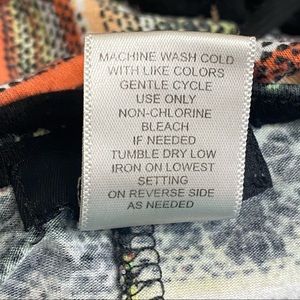 MACHINE WASH COLD
WITH LIKE COLORS
GENTLE CYCLE
USE ONLY
NON-CHLORINE
BLEACH
IF NEEDED
TUMBLE DRY LOW
IRON ON LOWEST
SETTING
ON REVERSE SIDE
AS NEEDED